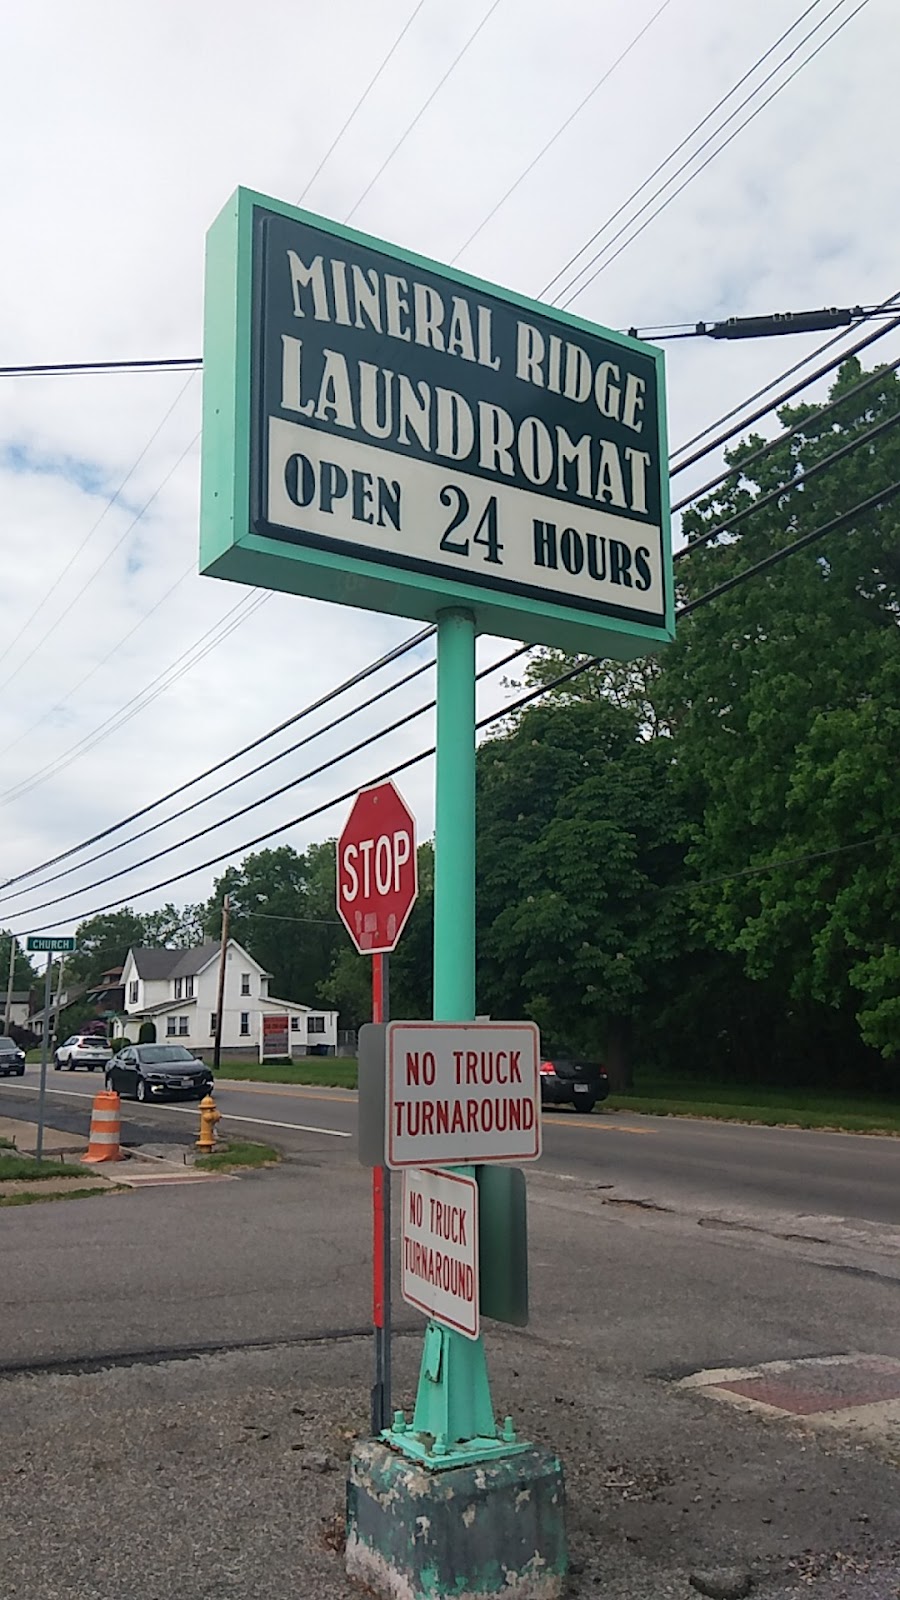 MINERAL RIDGE
LAUNDROMAT
OPEN 24 HOURS
STOP
CHURCH
NO TRUCK
TURNAROUND
NO TRUCK
TURNAROUND